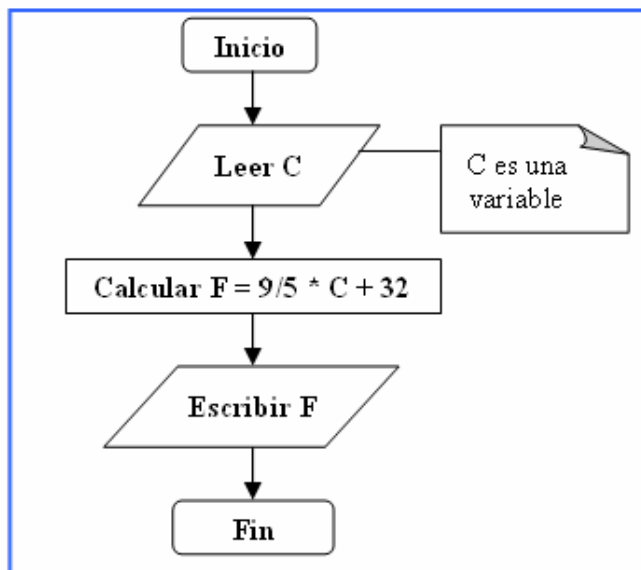 Inicio
Leer C
C es una
variable
Calcular F = 9/5 * C + 32
Escribir F
Fin